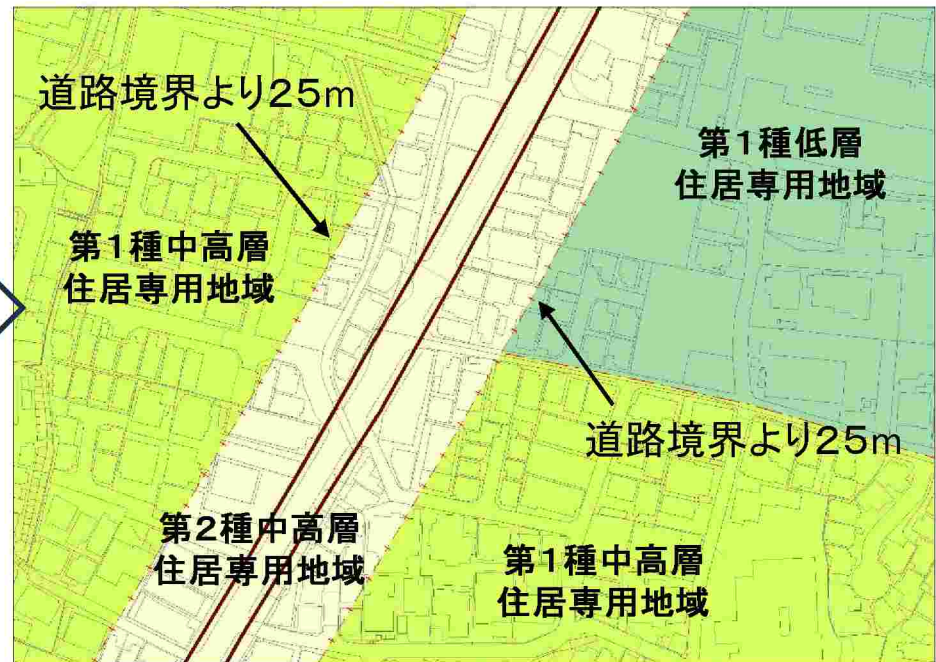 道路境界より25m
第1種低層
住居専用地域
第1種中高層
住居専用地域
道路境界より25m
第2種中高層
住居専用地域
第1種中高層
住居専用地域